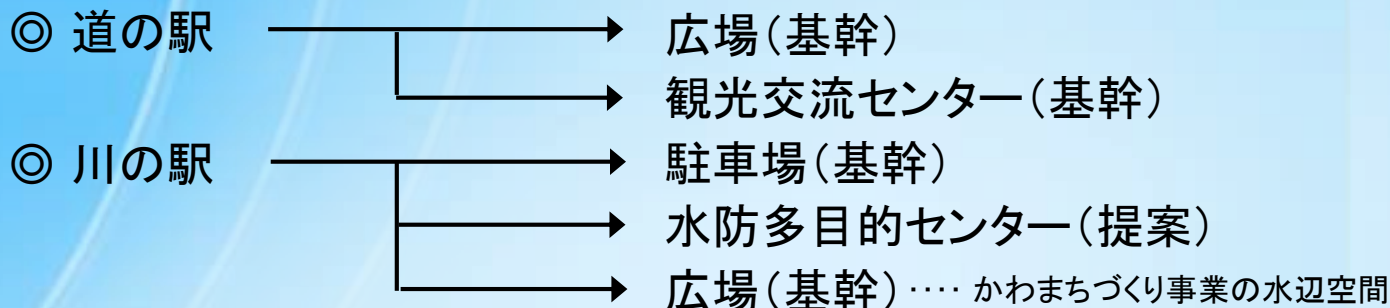 ◎ 道の駅 広場(基幹)
観光交流センター(基幹)
◎ 川の駅 駐車場(基幹)
水防多目的センター(提案)
広場(基幹)‥‥ かわまちづくり事業の水辺空間